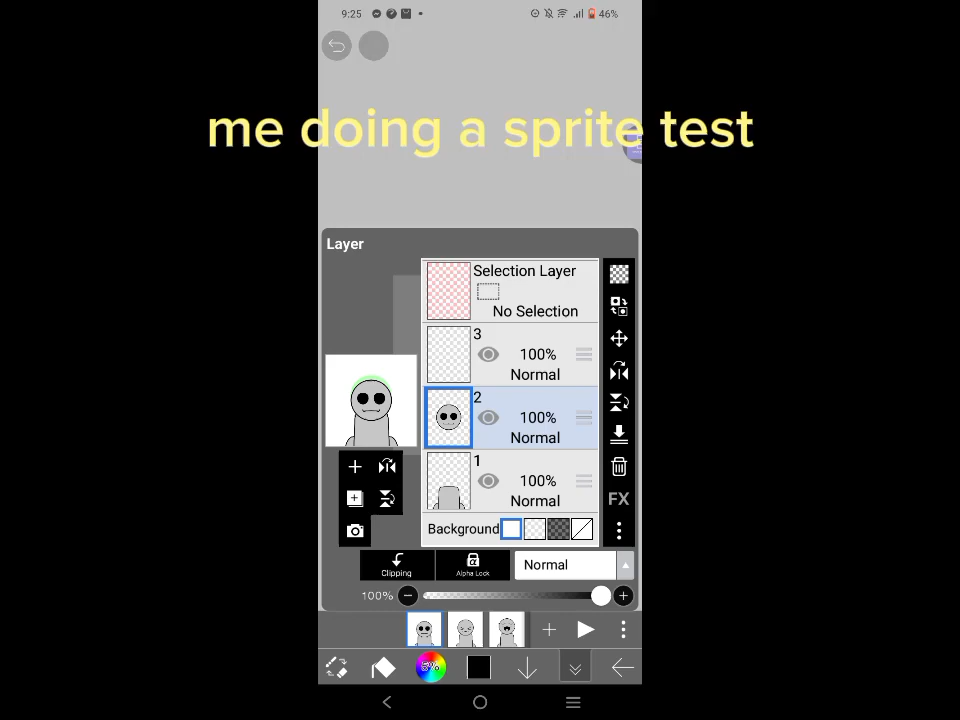 9:25
46%
me doing a sprite test
Layer
Selection Layer
No Selection
3
100%
Normal
2
100%
Normal
1
100%
Normal
Background
FX
Clipping
Alpha Lock
Normal
100%
5%